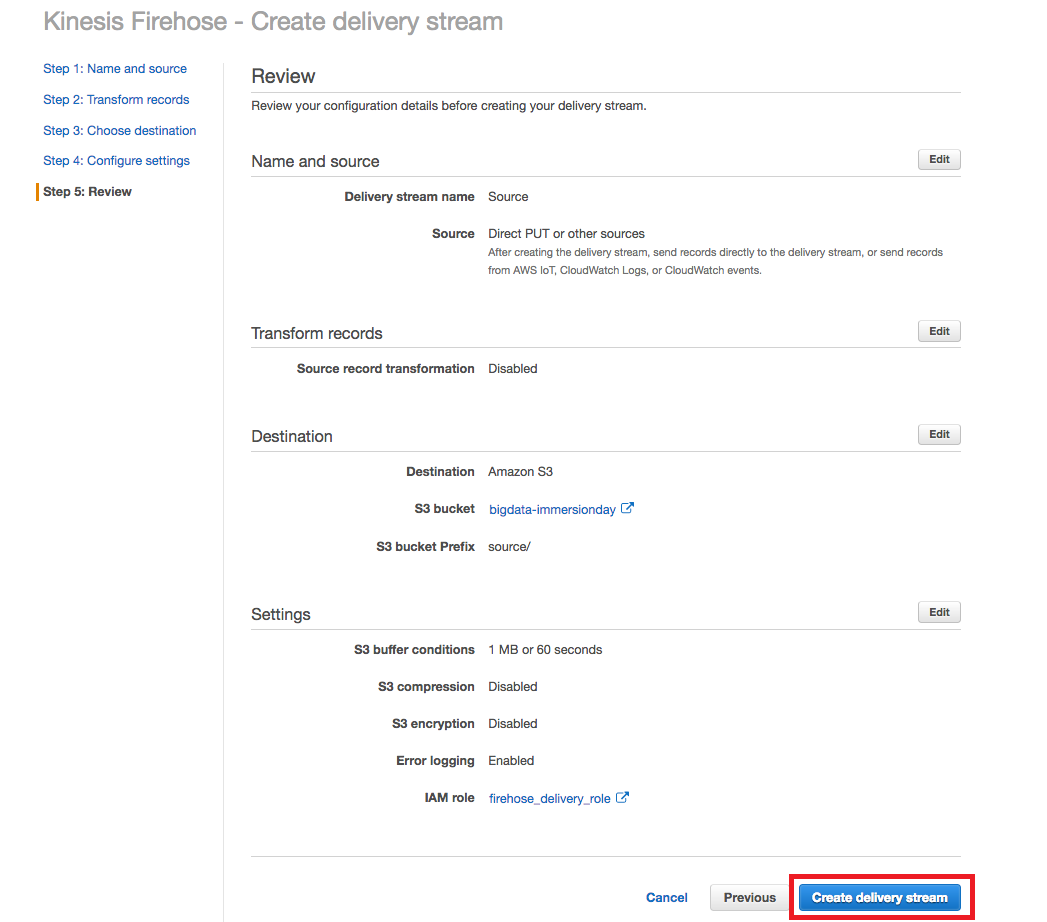 Kinesis Firehose - Create delivery stream
Step 1: Name and source
Step 2: Transform records
Step 3: Choose destination
Step 4: Configure settings
Step 5: Review
Review
Review your configuration details before creating your delivery stream.
Name and source
Edit
Delivery stream name Source
Source Direct PUT or other sources
After creating the delivery stream, send records directly to the delivery stream, or send records
from AWS IoT, CloudWatch Logs, or CloudWatch events.
Transform records
Edit
Source record transformation Disabled
Destination
Edit
Destination Amazon S3
S3 bucket bigdata-immersionday
S3 bucket Prefix source/
Settings
Edit
S3 buffer conditions 1 MB or 60 seconds
S3 compression Disabled
S3 encryption Disabled
Error logging Enabled
IAM role firehose_delivery_role
Cancel Previous Create delivery stream